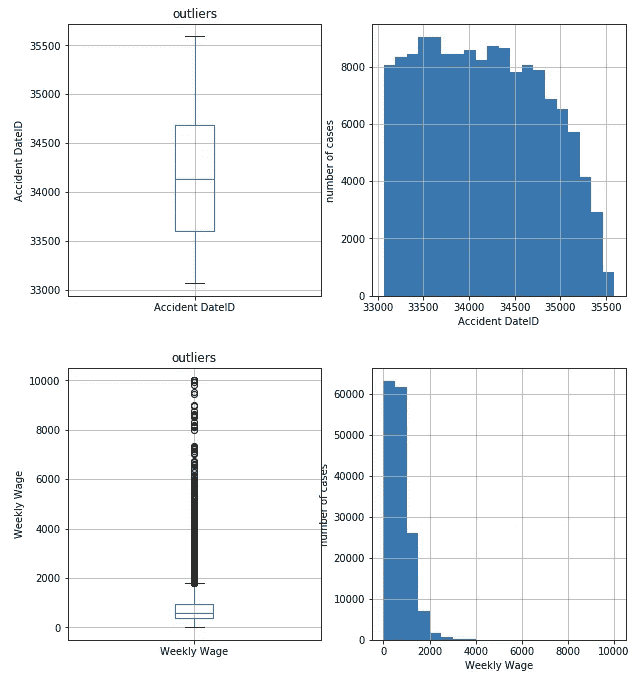 outliers
35500
35000
34500
34000
33500
33000
Accident DateID
Accident DateID
8000
6000
4000
2000
0
number of cases
33000 33500 34000 34500 35000 35500
Accident DateID
outliers
10000
8000
6000
4000
2000
0
Weekly Wage
Weekly Wage
60000
50000
40000
30000
20000
10000
0
number of cases
0 2000 4000 6000 8000 10000
Weekly Wage